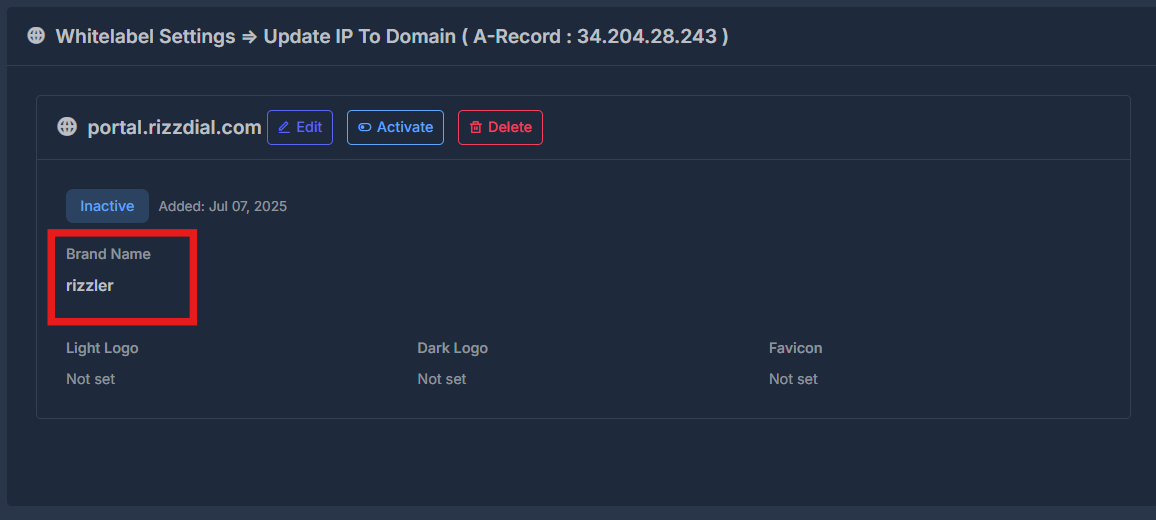 Whitelabel Settings ⇒ Update IP To Domain ( A-Record : 34.204.28.243 )
portal.rizzdial.com Edit Activate Delete
Inactive Added: Jul 07, 2025
Brand Name
rizzler
Light Logo Dark Logo Favicon
Not set Not set Not set